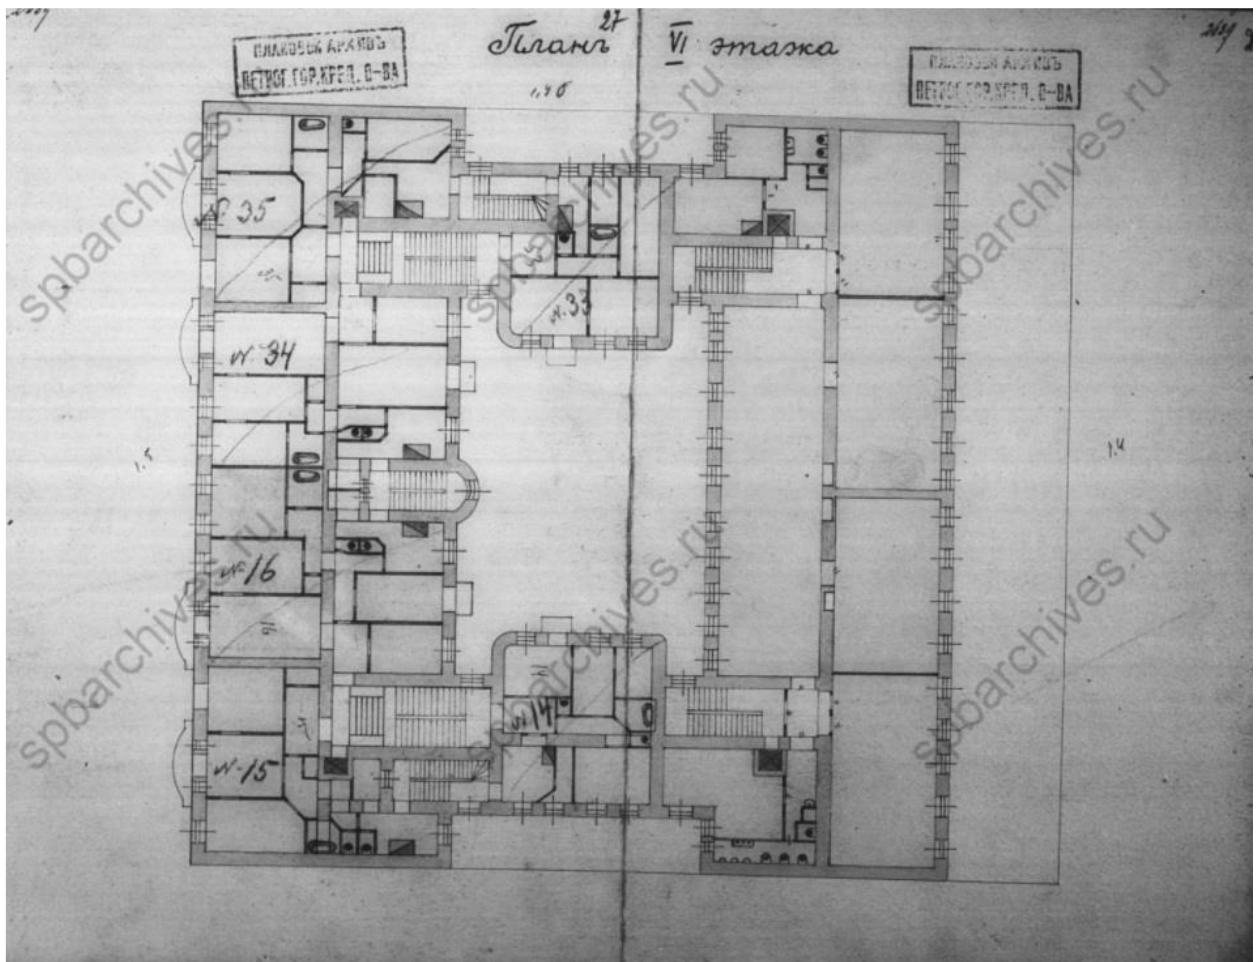 27
Планъ VI этажа
ПЛАНОВЫЙ АРХИВЪ
ПЕТРОГ.ГОР.КРЕД. О-ВА
ПЛАНОВЫЙ АРХИВЪ
ПЕТРОГ.ГОР.КРЕД. О-ВА
spbarchives.ru
spbarchives.ru
spbarchives.ru
№ 35
№ 33
№ 34
№ 16
16
spbarchives.ru
spbarchives.ru
spbarchives.ru
14
№ 14
№ 15